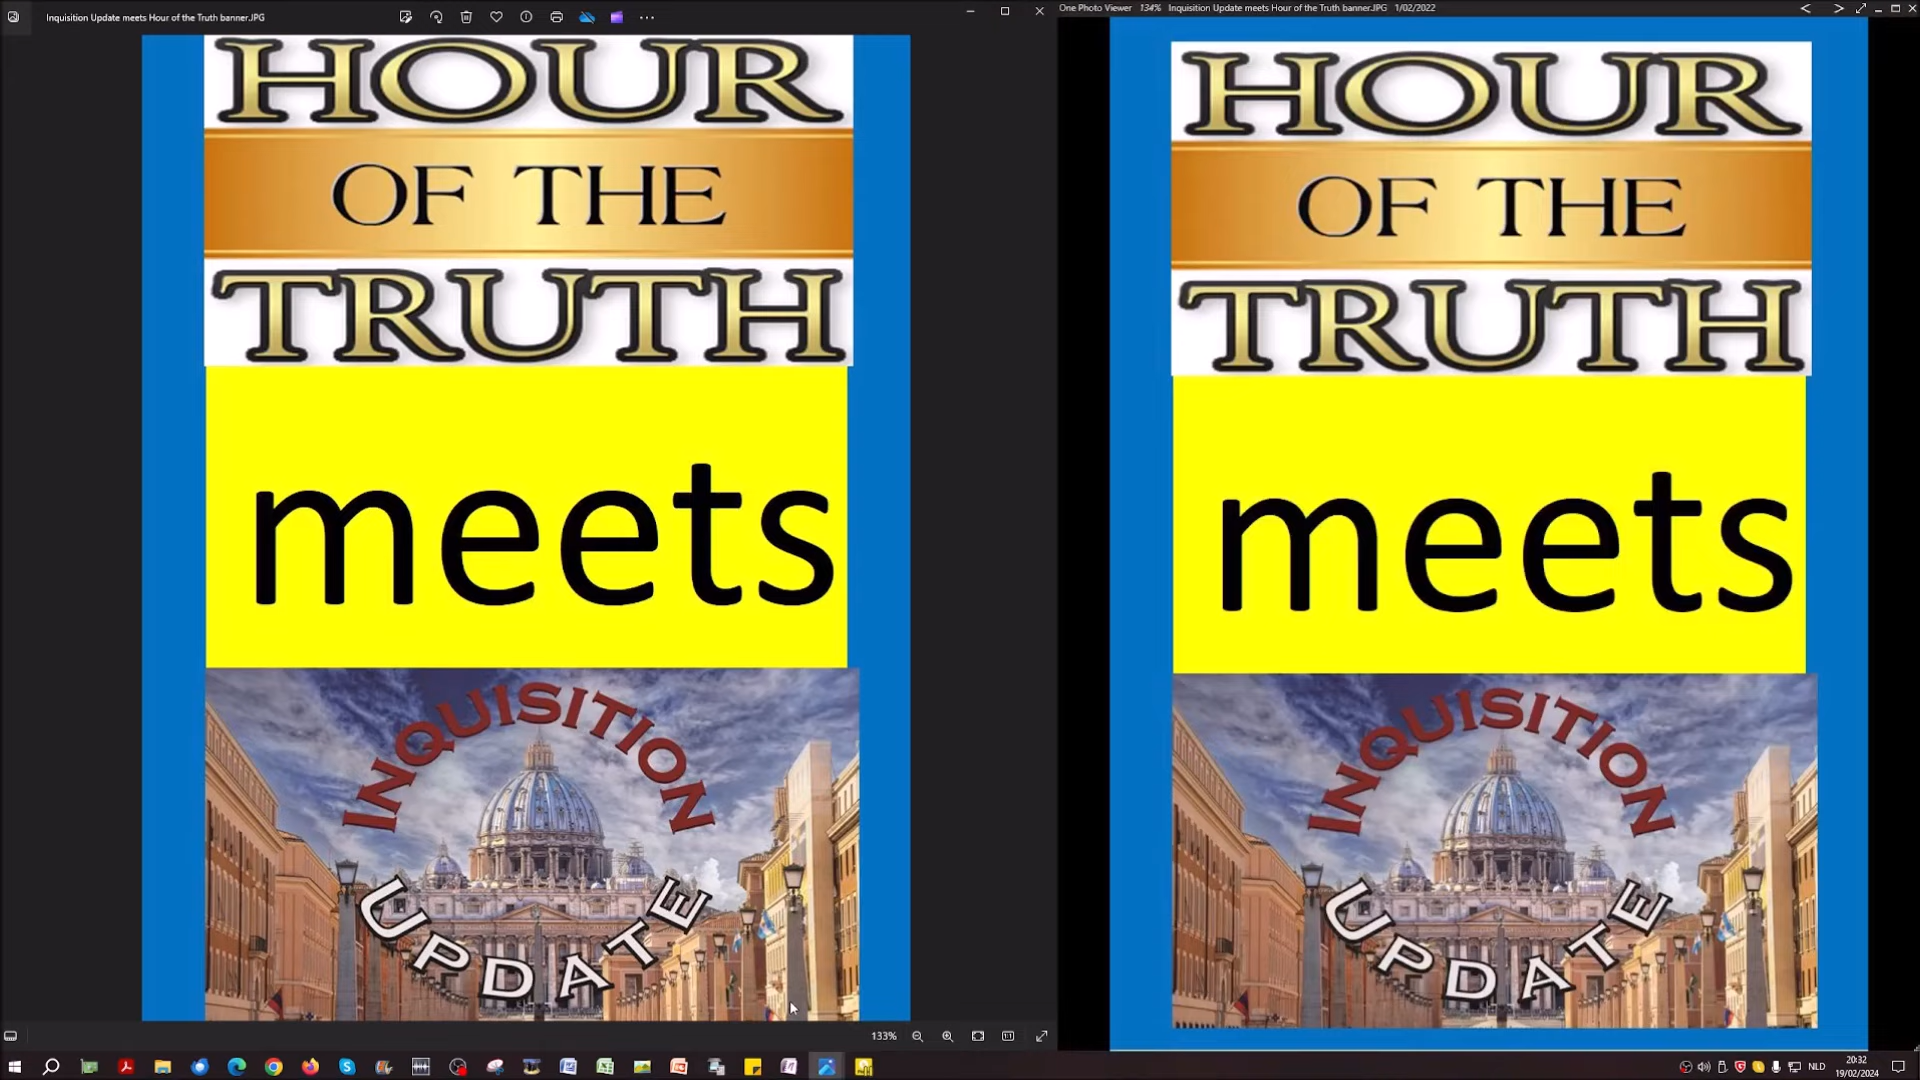 Inquisition Update meets Hour of the Truth banner.JPG
HOUR
OF THE
TRUTH
meets
INQUISITION
UPDATE
133%
One Photo Viewer 134% Inquisition Update meets Hour of the Truth banner.JPG 1/02/2022
HOUR
OF THE
TRUTH
meets
INQUISITION
UPDATE
NLD
20:32
19/02/2024